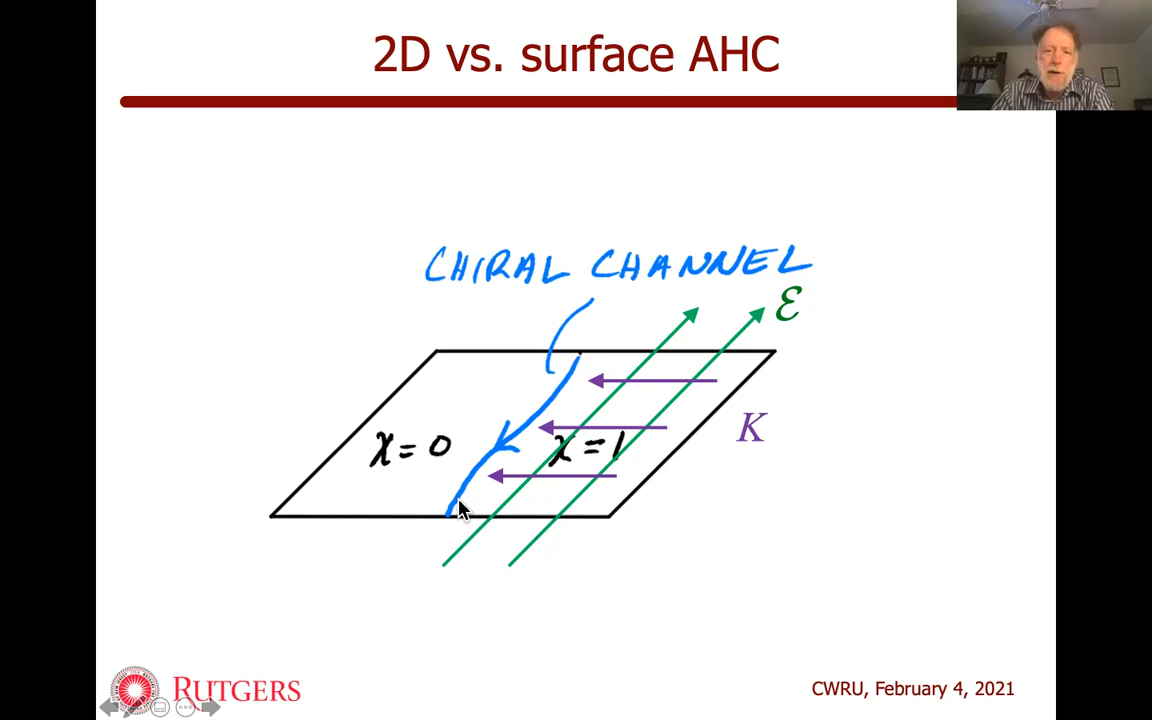 2D vs. surface AHC
CHIRAL CHANNEL
ℰ
K
χ = 0
χ = 1
RUTGERS
CWRU, February 4, 2021